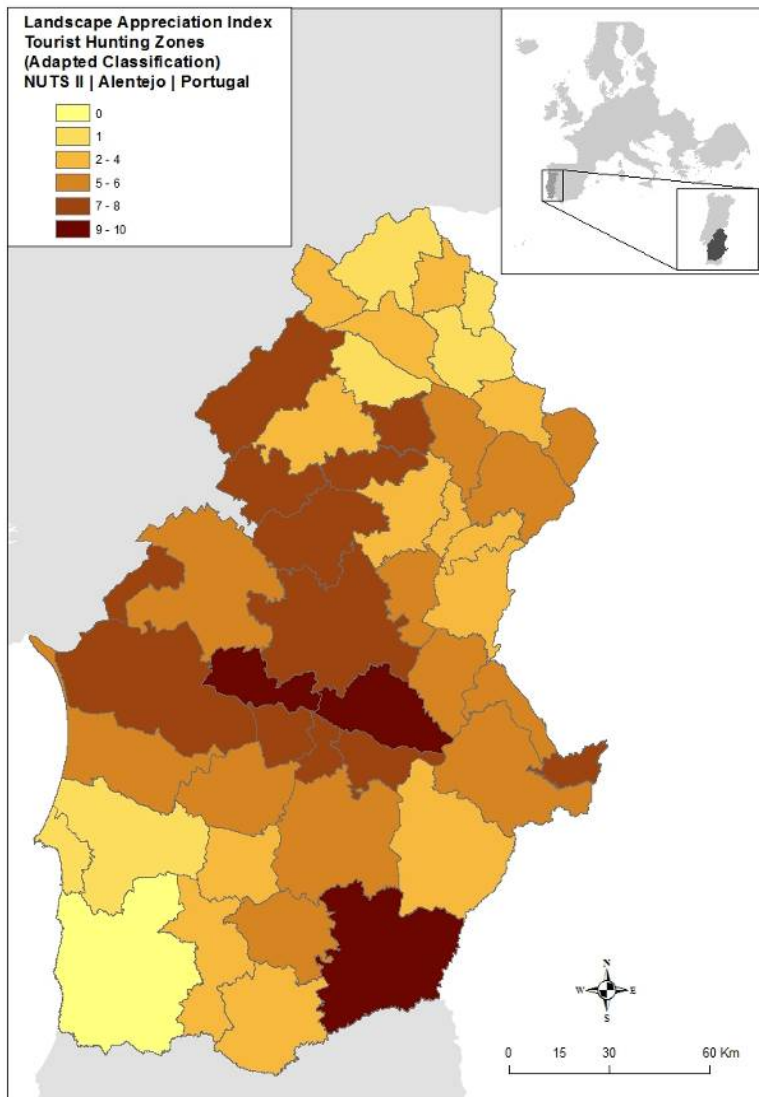 Landscape Appreciation Index
Tourist Hunting Zones
(Adapted Classification)
NUTS II | Alentejo | Portugal
0
1
2 - 4
5 - 6
7 - 8
9 - 10
N
W E
S
0 15 30 60 Km